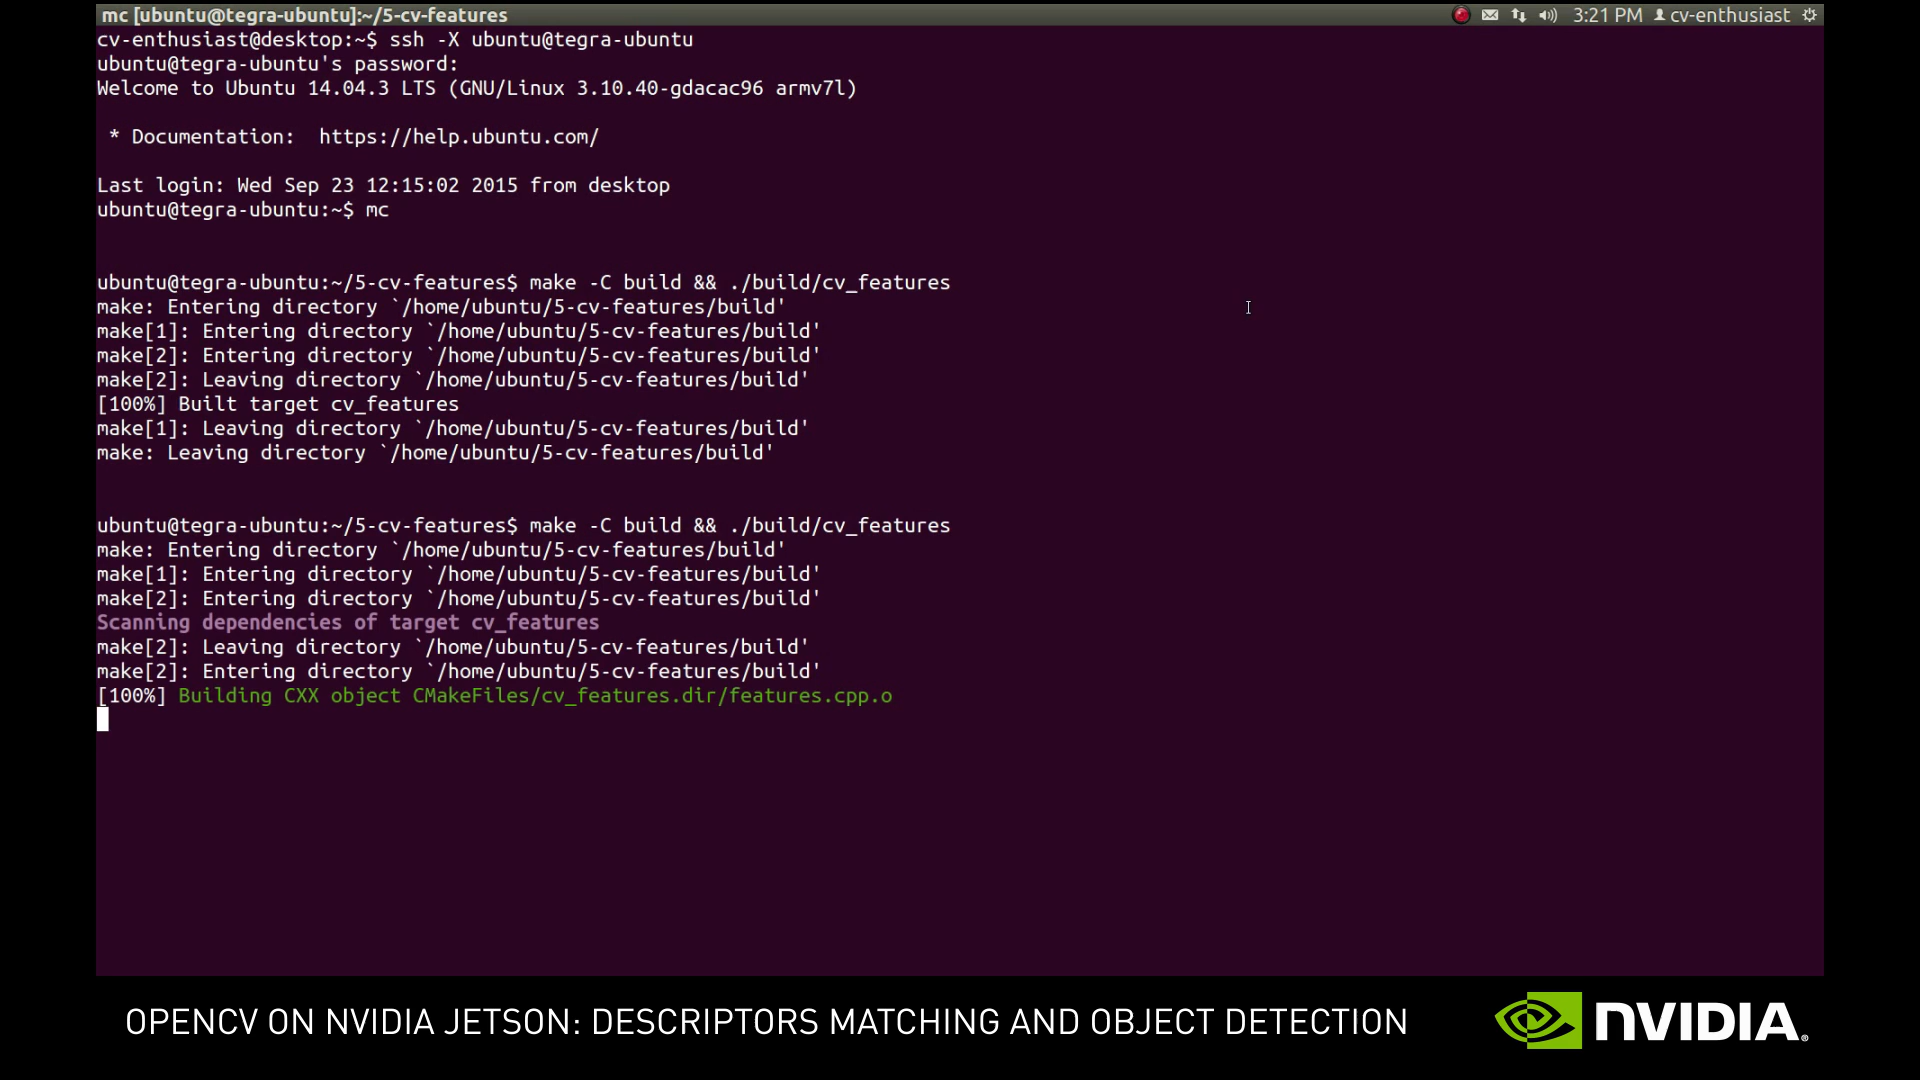 mc [ubuntu@tegra-ubuntu]:~/5-cv-features
3:21 PM cv-enthusiast
cv-enthusiast@desktop:~$ ssh -X ubuntu@tegra-ubuntu
ubuntu@tegra-ubuntu's password:
Welcome to Ubuntu 14.04.3 LTS (GNU/Linux 3.10.40-gdacac96 armv7l)
* Documentation:  https://help.ubuntu.com/
Last login: Wed Sep 23 12:15:02 2015 from desktop
ubuntu@tegra-ubuntu:~$ mc
ubuntu@tegra-ubuntu:~/5-cv-features$ make -C build && ./build/cv_features
make: Entering directory `/home/ubuntu/5-cv-features/build'
make[1]: Entering directory `/home/ubuntu/5-cv-features/build'
make[2]: Entering directory `/home/ubuntu/5-cv-features/build'
make[2]: Leaving directory `/home/ubuntu/5-cv-features/build'
[100%] Built target cv_features
make[1]: Leaving directory `/home/ubuntu/5-cv-features/build'
make: Leaving directory `/home/ubuntu/5-cv-features/build'
ubuntu@tegra-ubuntu:~/5-cv-features$ make -C build && ./build/cv_features
make: Entering directory `/home/ubuntu/5-cv-features/build'
make[1]: Entering directory `/home/ubuntu/5-cv-features/build'
make[2]: Entering directory `/home/ubuntu/5-cv-features/build'
Scanning dependencies of target cv_features
make[2]: Leaving directory `/home/ubuntu/5-cv-features/build'
make[2]: Entering directory `/home/ubuntu/5-cv-features/build'
[100%] Building CXX object CMakeFiles/cv_features.dir/features.cpp.o
OPENCV ON NVIDIA JETSON: DESCRIPTORS MATCHING AND OBJECT DETECTION
NVIDIA®